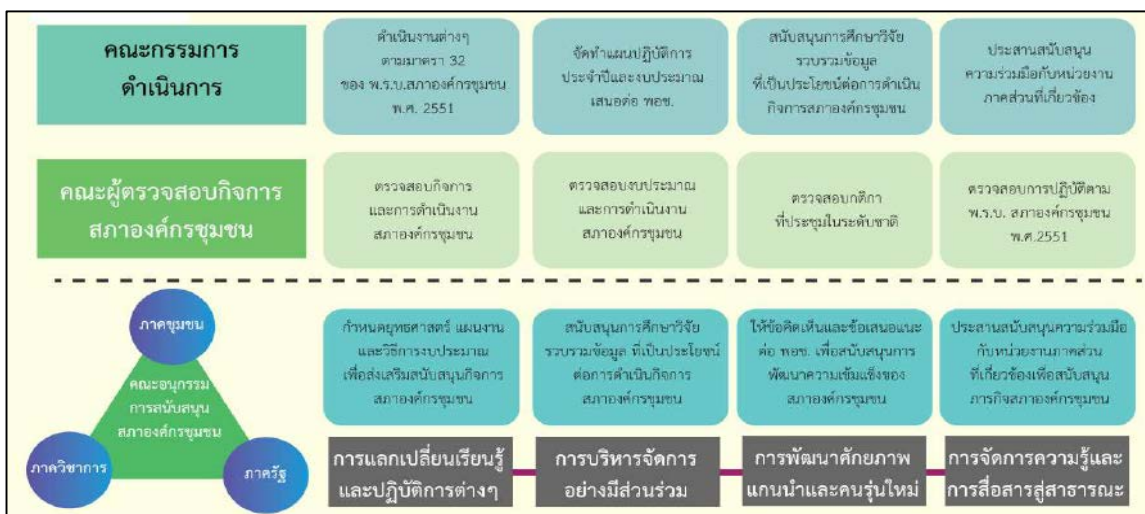 คณะกรรมการ
ดำเนินการ
ดำเนินงานต่างๆ
ตามมาตรา 32
ของ พ.ร.บ.สภาองค์กรชุมชน
พ.ศ. 2551
จัดทำแผนปฏิบัติการ
ประจำปีและงบประมาณ
เสนอต่อ พอช.
สนับสนุนการศึกษาวิจัย
รวบรวมข้อมูล
ที่เป็นประโยชน์ต่อการดำเนิน
กิจการสภาองค์กรชุมชน
ประสานสนับสนุน
ความร่วมมือกับหน่วยงาน
ภาคส่วนที่เกี่ยวข้อง
คณะผู้ตรวจสอบกิจการ
สภาองค์กรชุมชน
ตรวจสอบกิจการ
และการดำเนินงาน
สภาองค์กรชุมชน
ตรวจสอบงบประมาณ
และการดำเนินงาน
สภาองค์กรชุมชน
ตรวจสอบกติกา
ที่ประชุมในระดับชาติ
ตรวจสอบการปฏิบัติตาม
พ.ร.บ. สภาองค์กรชุมชน
พ.ศ.2551
ภาคชุมชน
คณะอนุกรรม
การสนับสนุน
สภาองค์กรชุมชน
ภาควิชาการ
ภาครัฐ
กำหนดยุทธศาสตร์ แผนงาน
และวิธีการงบประมาณ
เพื่อส่งเสริมสนับสนุนกิจการ
สภาองค์กรชุมชน
สนับสนุนการศึกษาวิจัย
รวบรวมข้อมูล ที่เป็นประโยชน์
ต่อการดำเนินกิจการ
สภาองค์กรชุมชน
ให้ข้อคิดเห็นและข้อเสนอแนะ
ต่อ พอช. เพื่อสนับสนุนการ
พัฒนาความเข้มแข็งของ
สภาองค์กรชุมชน
ประสานสนับสนุนความร่วมมือ
กับหน่วยงานภาคส่วน
ที่เกี่ยวข้องเพื่อสนับสนุน
ภารกิจสภาองค์กรชุมชน
การแลกเปลี่ยนเรียนรู้
และปฏิบัติการต่างๆ
การบริหารจัดการ
อย่างมีส่วนร่วม
การพัฒนาศักยภาพ
แกนนำและคนรุ่นใหม่
การจัดการความรู้และ
การสื่อสารสู่สาธารณะ